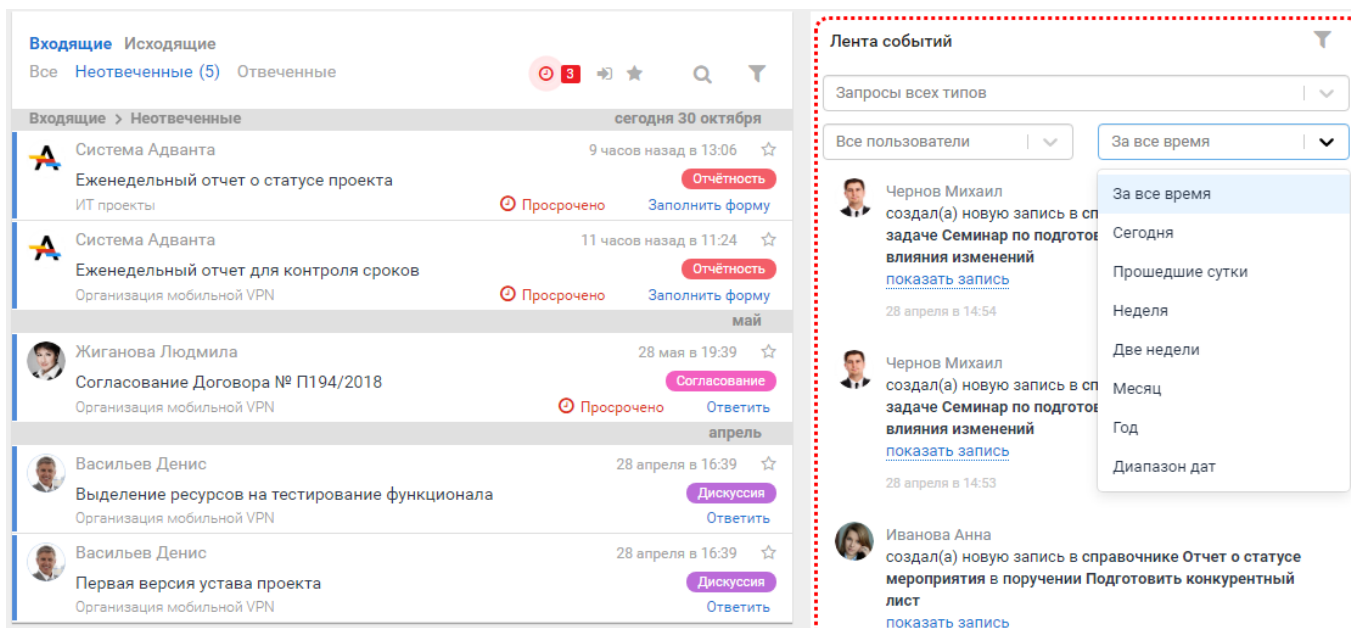 Входящие Исходящие
Все Неотвеченные (5) Отвеченные
3
Входящие > Неотвеченные сегодня 30 октября
Система Адванта 9 часов назад в 13:06
Еженедельный отчет о статусе проекта Отчётность
ИТ проекты Просрочено Заполнить форму
Система Адванта 11 часов назад в 11:24
Еженедельный отчет для контроля сроков Отчётность
Организация мобильной VPN Просрочено Заполнить форму
май
Жиганова Людмила 28 мая в 19:39
Согласование Договора № П194/2018 Согласование
Организация мобильной VPN Просрочено Ответить
апрель
Васильев Денис 28 апреля в 16:39
Выделение ресурсов на тестирование функционала Дискуссия
Организация мобильной VPN Ответить
Васильев Денис 28 апреля в 16:39
Первая версия устава проекта Дискуссия
Организация мобильной VPN Ответить
Лента событий
Запросы всех типов
Все пользователи За все время
За все время
Сегодня
Прошедшие сутки
Неделя
Две недели
Месяц
Год
Диапазон дат
Чернов Михаил
создал(а) новую запись в сп
задаче Семинар по подготов
влияния изменений
показать запись
28 апреля в 14:54
Чернов Михаил
создал(а) новую запись в сп
задаче Семинар по подготов
влияния изменений
показать запись
28 апреля в 14:53
Иванова Анна
создал(а) новую запись в справочнике Отчет о статусе
мероприятия в поручении Подготовить конкурентный
лист
показать запись